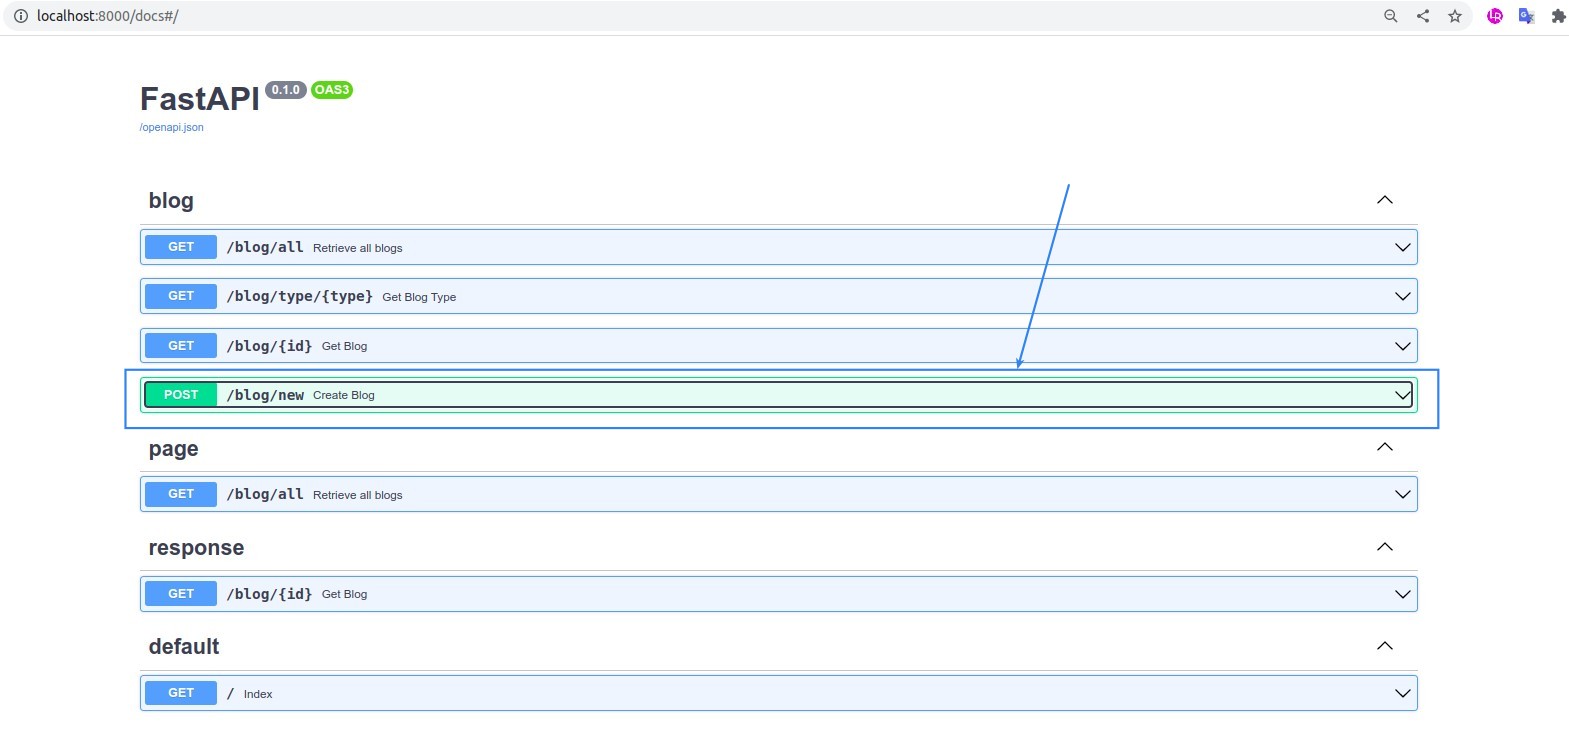 localhost:8000/docs#/
FastAPI 0.1.0 OAS3
/openapi.json
blog
GET /blog/all Retrieve all blogs
GET /blog/type/{type} Get Blog Type
GET /blog/{id} Get Blog
POST /blog/new Create Blog
page
GET /blog/all Retrieve all blogs
response
GET /blog/{id} Get Blog
default
GET / Index